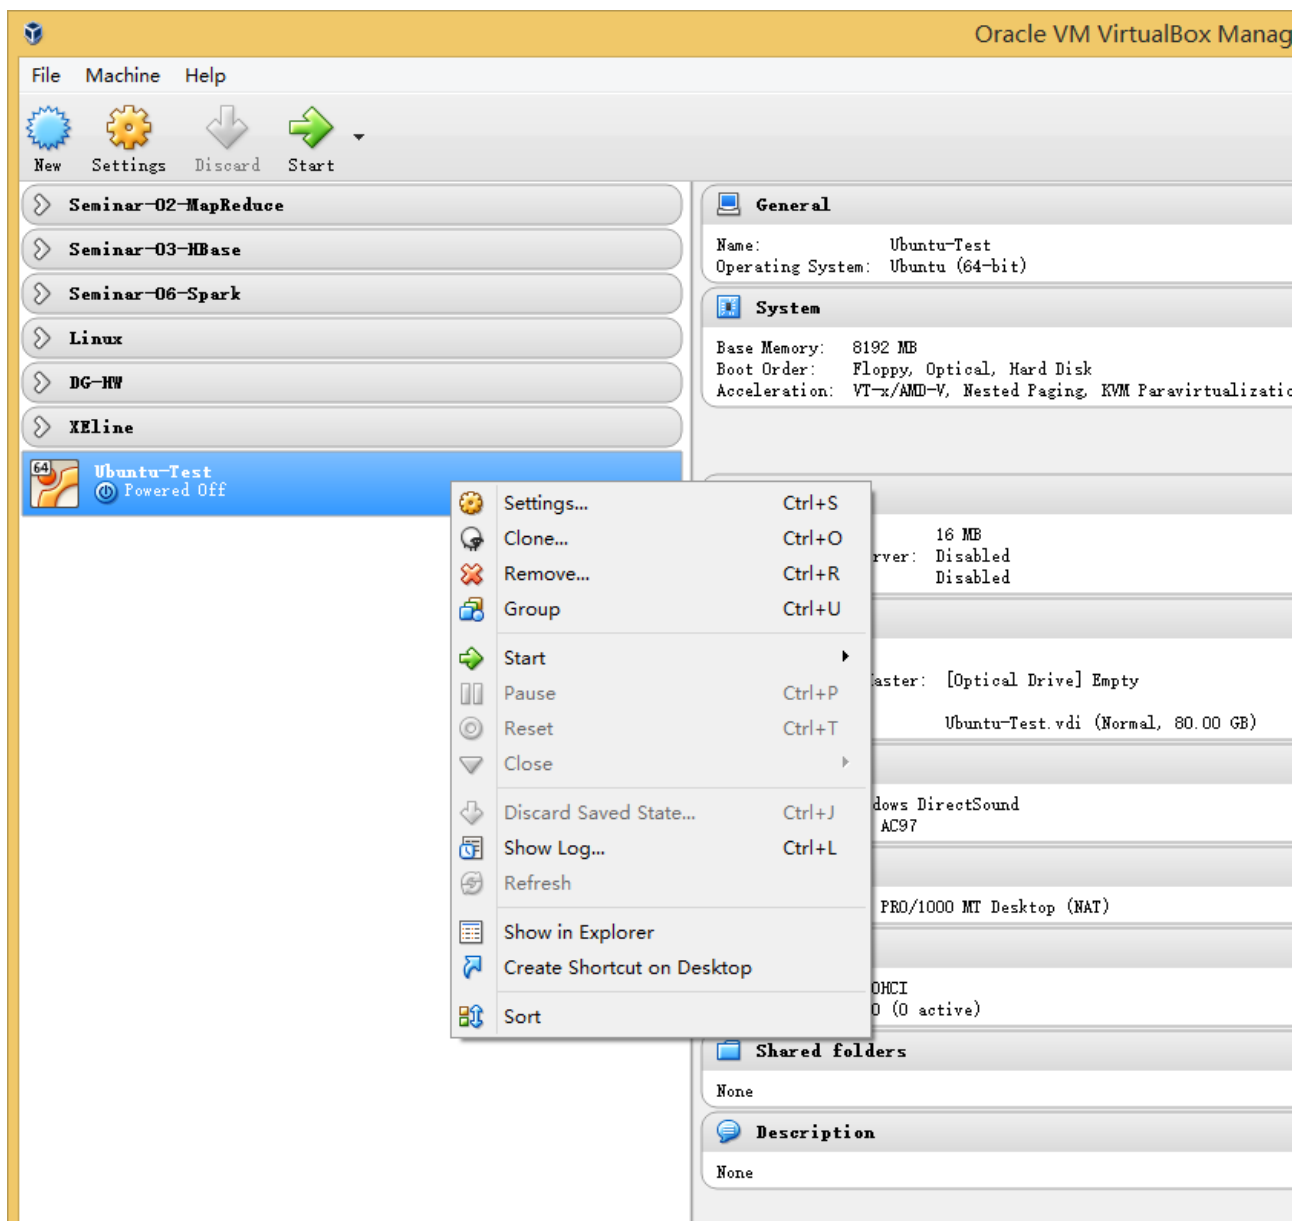 Oracle VM VirtualBox Manag
File Machine Help
New Settings Discard Start
Seminar-02-MapReduce
Seminar-03-HBase
Seminar-06-Spark
Linux
DG-HW
XEline
64
Ubuntu-Test
Powered Off
Settings... Ctrl+S
Clone... Ctrl+O
Remove... Ctrl+R
Group Ctrl+U
Start
Pause Ctrl+P
Reset Ctrl+T
Close
Discard Saved State... Ctrl+J
Show Log... Ctrl+L
Refresh
Show in Explorer
Create Shortcut on Desktop
Sort
General
Name: Ubuntu-Test
Operating System: Ubuntu (64-bit)
System
Base Memory: 8192 MB
Boot Order: Floppy, Optical, Hard Disk
Acceleration: VT-x/AMD-V, Nested Paging, KVM Paravirtualizatio
16 MB
rver: Disabled
Disabled
aster: [Optical Drive] Empty
Ubuntu-Test.vdi (Normal, 80.00 GB)
dows DirectSound
AC97
PRO/1000 MT Desktop (NAT)
OHCI
0 (0 active)
Shared folders
None
Description
None